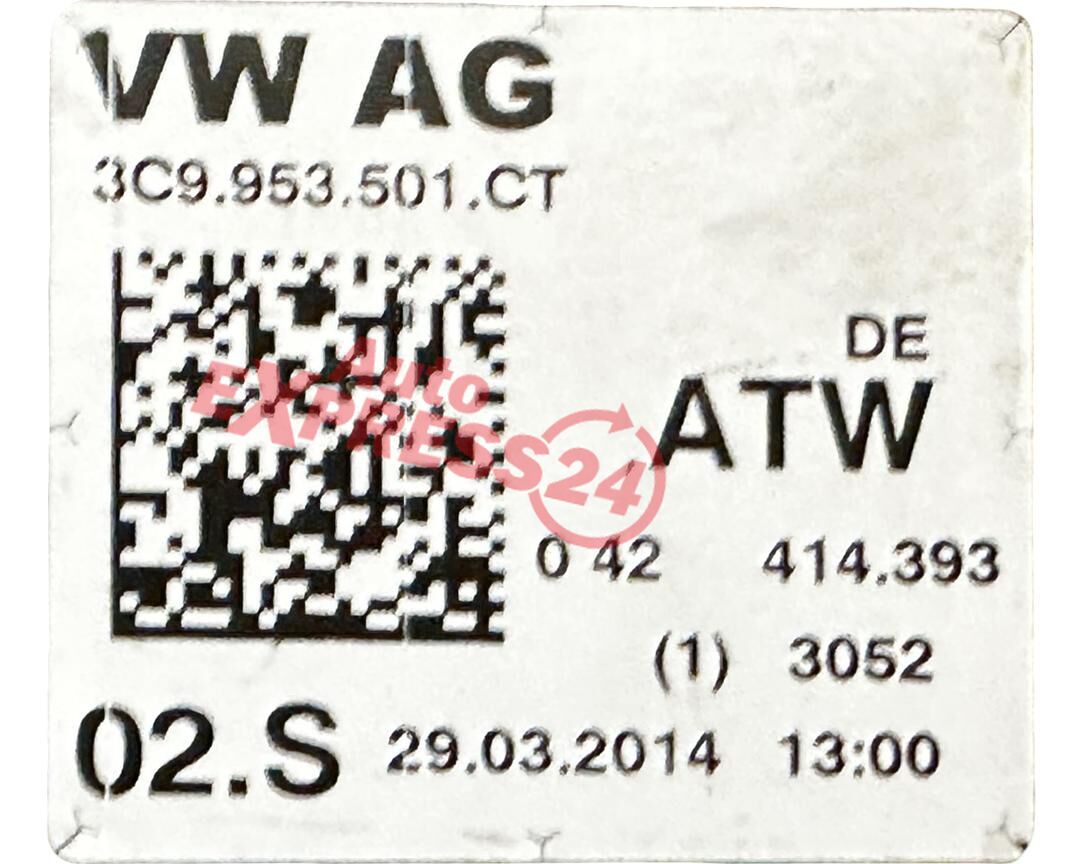 VW AG
3C9.953.501.CT
DE
ATW
0 42 414.393
(1) 3052
02.S 29.03.2014 13:00
Auto
EXPRESS24